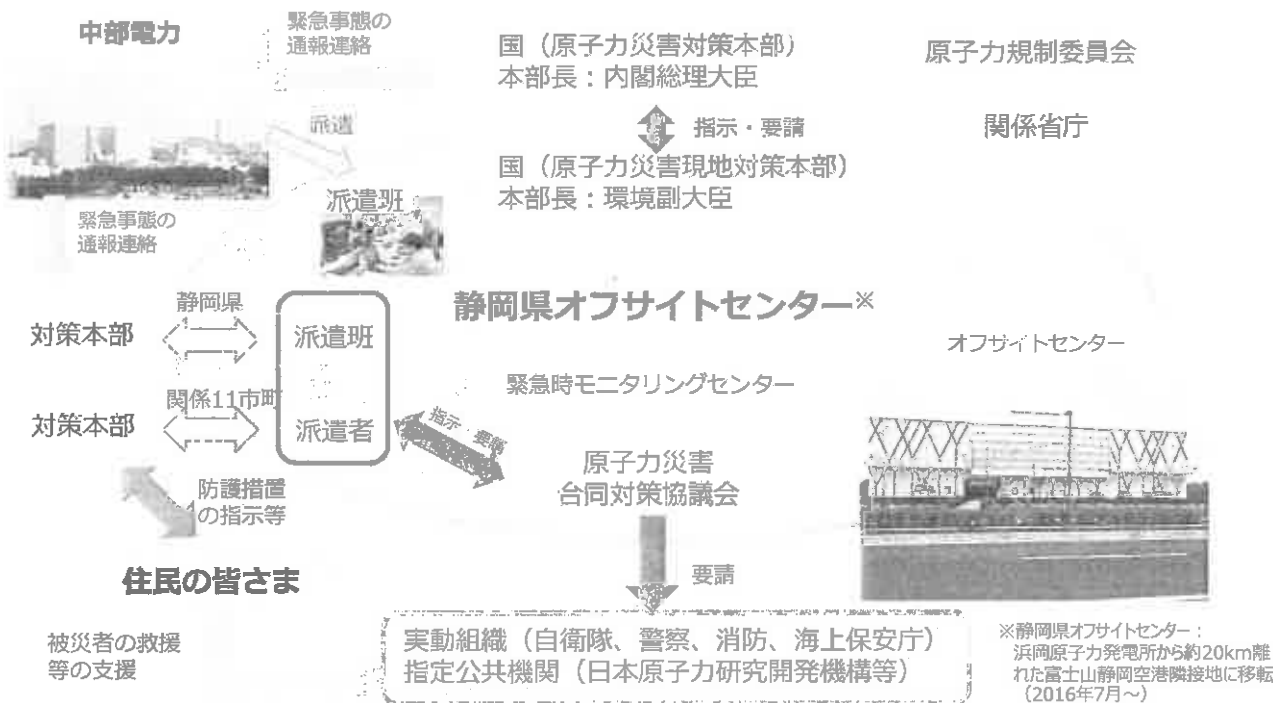 中部電力
緊急事態の
通報連絡
国（原子力災害対策本部）
本部長：内閣総理大臣
原子力規制委員会
派遣
指示・要請
関係省庁
国（原子力災害現地対策本部）
本部長：環境副大臣
派遣班
緊急事態の
通報連絡
静岡県オフサイトセンター※
静岡県
対策本部
派遣班
オフサイトセンター
緊急時モニタリングセンター
関係11市町
対策本部
派遣者
指示・要請
原子力災害
合同対策協議会
防護措置
の指示等
住民の皆さま
要請
被災者の救援
等の支援
実動組織（自衛隊、警察、消防、海上保安庁）
指定公共機関（日本原子力研究開発機構等）
※静岡県オフサイトセンター：
浜岡原子力発電所から約20km離
れた富士山静岡空港隣接地に移転
（2016年7月～）